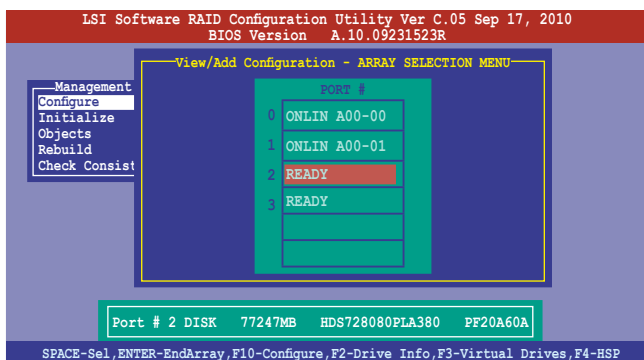 LSI Software RAID Configuration Utility Ver C.05 Sep 17, 2010
BIOS Version A.10.09231523R
View/Add Configuration - ARRAY SELECTION MENU
Management
Configure
Initialize
Objects
Rebuild
Check Consist
PORT #
0 ONLIN A00-00
1 ONLIN A00-01
2 READY
3 READY
Port # 2 DISK 77247MB HDS728080PLA380 PF20A60A
SPACE-Sel,ENTER-EndArray,F10-Configure,F2-Drive Info,F3-Virtual Drives,F4-HSP